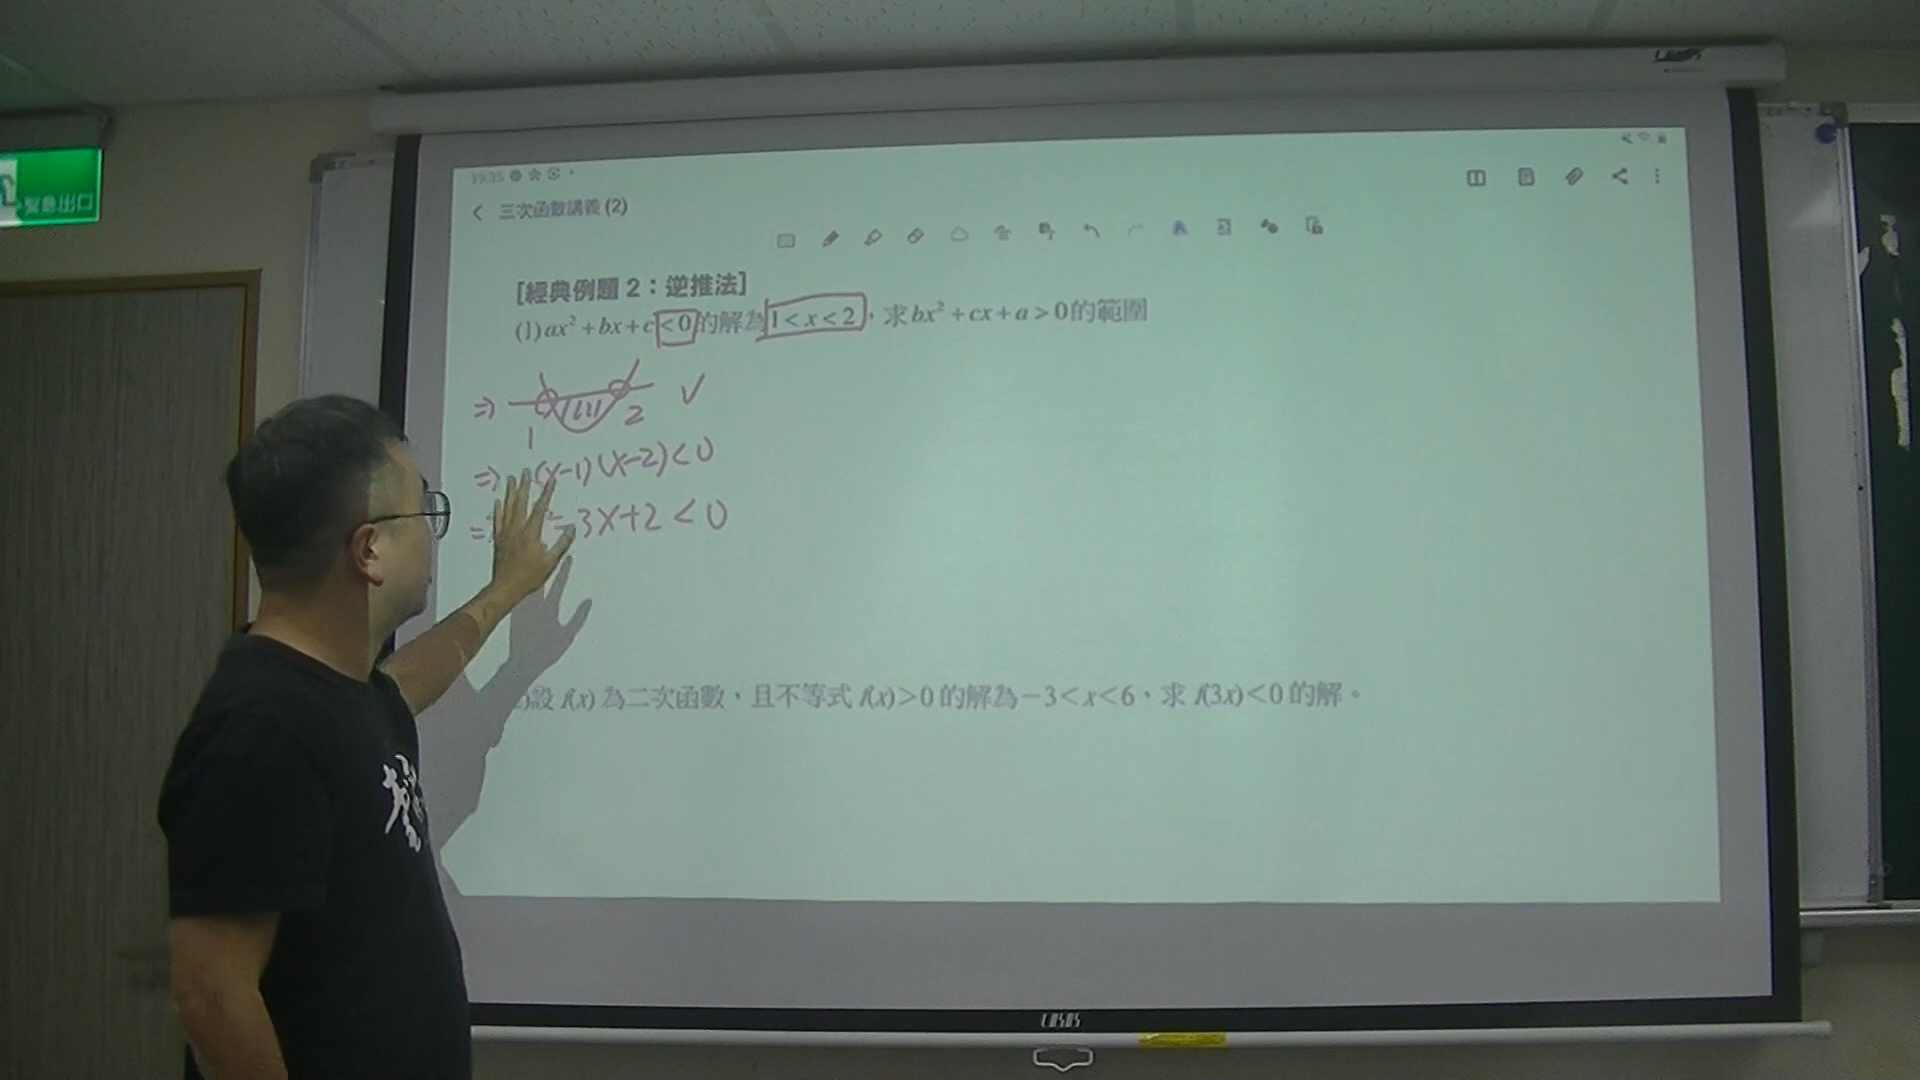 緊急出口
19:35
三次函數講義 (2)
[經典例題 2：逆推法]
(1) ax² + bx + c < 0 的解為 1 < x < 2，求 bx² + cx + a > 0 的範圍
⇒ 1 2 ✓
⇒ (x-1)(x-2)<0
-3x+2<0
)設 f(x) 為二次函數，且不等式 f(x)＞0 的解為－3＜x＜6，求 f(3x)＜0 的解。